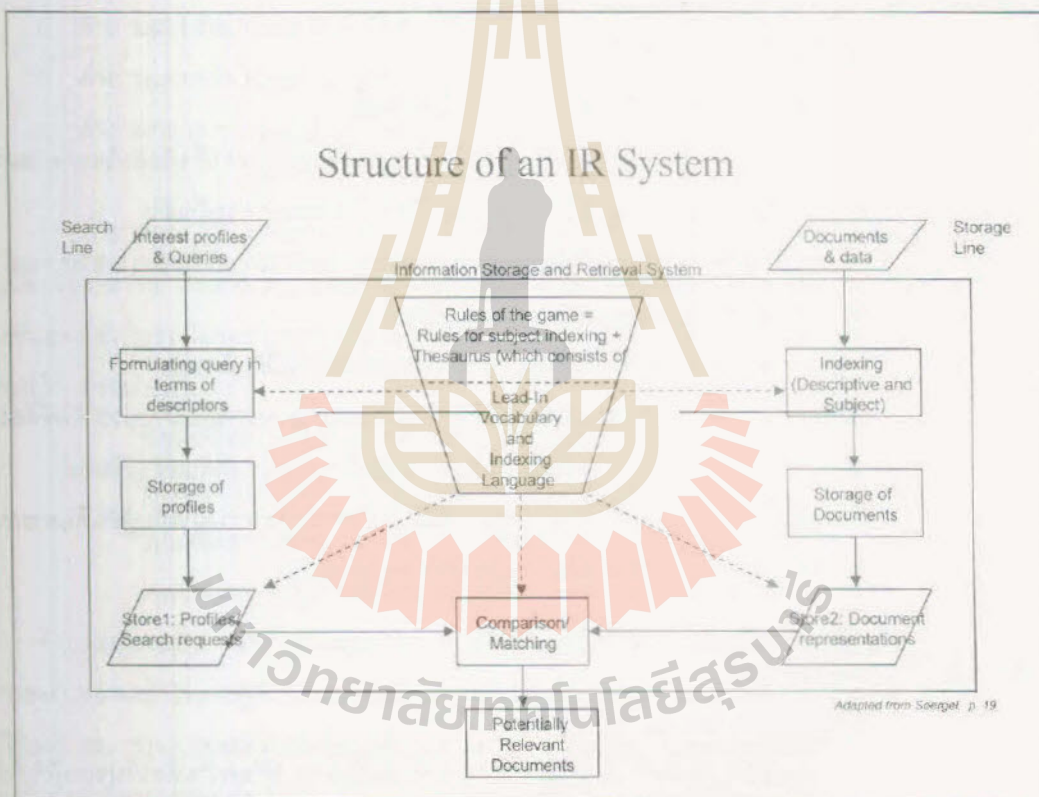 Structure of an IR System
Search
Line
Interest profiles
& Queries
Documents
& data
Storage
Line
Information Storage and Retrieval System
Rules of the game =
Rules for subject indexing +
Thesaurus (which consists of
Lead-In
Vocabulary
and
Indexing
Language
Formulating query in
terms of
descriptors
Indexing
(Descriptive and
Subject)
Storage of
profiles
Storage of
Documents
Store1: Profiles/
Search requests
Comparison/
Matching
Store2: Document
representations
Potentially
Relevant
Documents
Adapted from Soergel, p. 19
มหาวิทยาลัยเทคโนโลยีสุรนารี